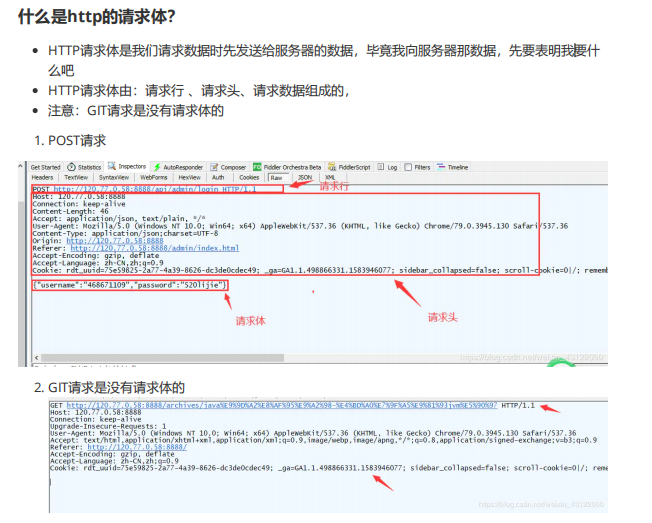 什么是http的请求体?
HTTP请求体是我们请求数据时先发送给服务器的数据，毕竟我向服务器那数据，先要表明我要什
么吧
HTTP请求体由：请求行 、请求头、请求数据组成的，
注意：GIT请求是没有请求体的
1. POST请求
Get Started Statistics Inspectors AutoResponder Composer Fiddler Orchestra Beta FiddlerScript Log Filters Timeline
Headers TextView SyntaxView WebForms HexView Auth Cookies Raw JSON XML
POST http://120.77.0.58:8888/api/admin/login HTTP/1.1
请求行
Host: 120.77.0.58:8888
Connection: keep-alive
Content-Length: 46
Accept: application/json, text/plain, */*
User-Agent: Mozilla/5.0 (Windows NT 10.0; Win64; x64) AppleWebKit/537.36 (KHTML, like Gecko) Chrome/79.0.3945.130 Safari/537.36
Content-Type: application/json;charset=UTF-8
Origin: http://120.77.0.58:8888
Referer: http://120.77.0.58:8888/admin/index.html
Accept-Encoding: gzip, deflate
Accept-Language: zh-CN,zh;q=0.9
Cookie: rdt_uuid=75e59825-2a77-4a39-8626-dc3de0cdec49; _ga=GA1.1.498866331.1583946077; sidebar_collapsed=false; scroll-cookie=0|/; rememb
{"username":"468671109","password":"520lijie"}
请求体
请求头
2. GIT请求是没有请求体的
GET http://120.77.0.58:8888/archives/java%E9%9D%A2%E8%AF%95%E9%A2%98-%E4%BD%A0%E7%9F%A5%E9%81%93jvm%E5%90%97 HTTP/1.1
Host: 120.77.0.58:8888
Connection: keep-alive
Upgrade-Insecure-Requests: 1
User-Agent: Mozilla/5.0 (Windows NT 10.0; Win64; x64) AppleWebKit/537.36 (KHTML, like Gecko) Chrome/79.0.3945.130 Safari/537.36
Accept: text/html,application/xhtml+xml,application/xml;q=0.9,image/webp,image/apng,*/*;q=0.8,application/signed-exchange;v=b3;q=0.9
Referer: http://120.77.0.58:8888/
Accept-Encoding: gzip, deflate
Accept-Language: zh-CN,zh;q=0.9
Cookie: rdt_uuid=75e59825-2a77-4a39-8626-dc3de0cdec49; _ga=GA1.1.498866331.1583946077; sidebar_collapsed=false; scroll-cookie=0|/; reme